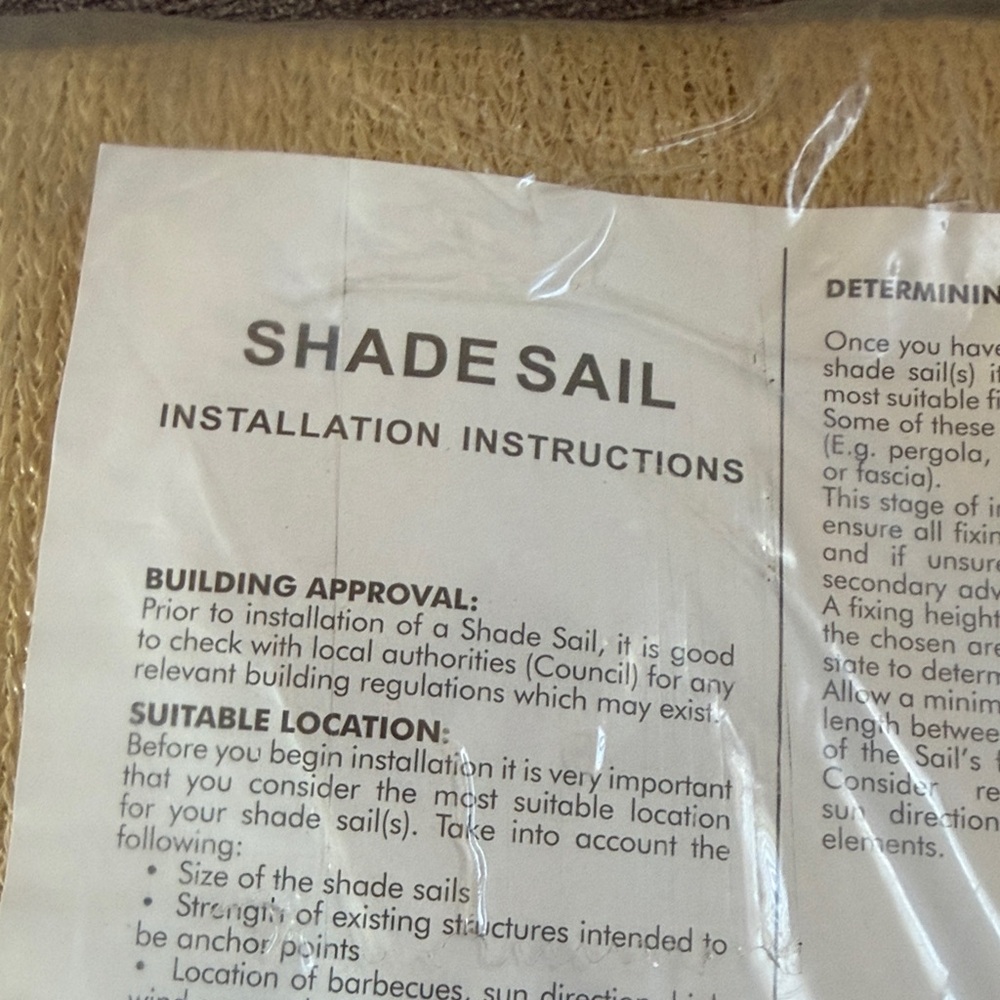 SHADE SAIL
INSTALLATION INSTRUCTIONS
BUILDING APPROVAL:
Prior to installation of a Shade Sail, it is good
to check with local authorities (Council) for any
relevant building regulations which may exist.
SUITABLE LOCATION:
Before you begin installation it is very important
that you consider the most suitable location
for your shade sail(s). Take into account the
following:
• Size of the shade sails
• Strength of existing structures intended to
be anchor points
• Location of barbecues, sun direction,
DETERMININ
Once you have
shade sail(s) it
most suitable fi
Some of these
(E.g. pergola,
or fascia).
This stage of in
ensure all fixin
and if unsure
secondary adv
A fixing height
the chosen are
state to determ
Allow a minim
length betwee
of the Sail's
Consider re
sun direction
elements.